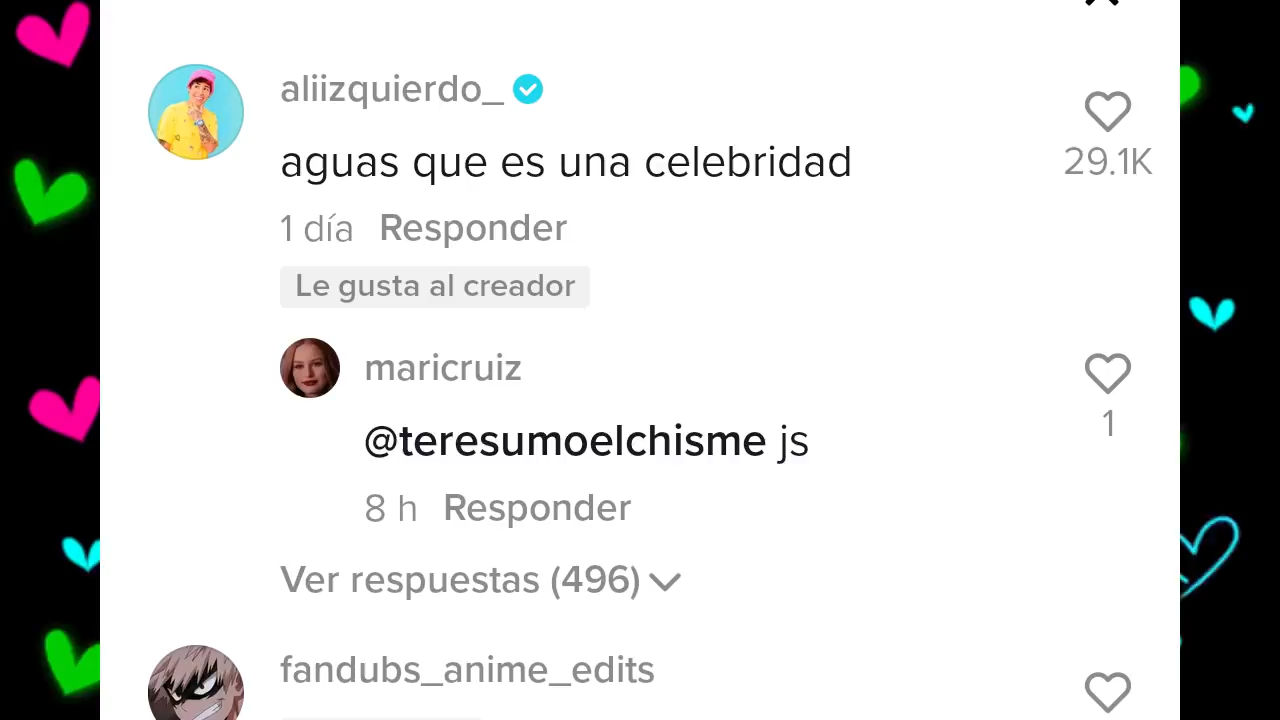 aliizquierdo_
29.1K
aguas que es una celebridad
1 día Responder
Le gusta al creador
maricruiz
1
@teresumoelchisme js
8 h Responder
Ver respuestas (496)
fandubs_anime_edits